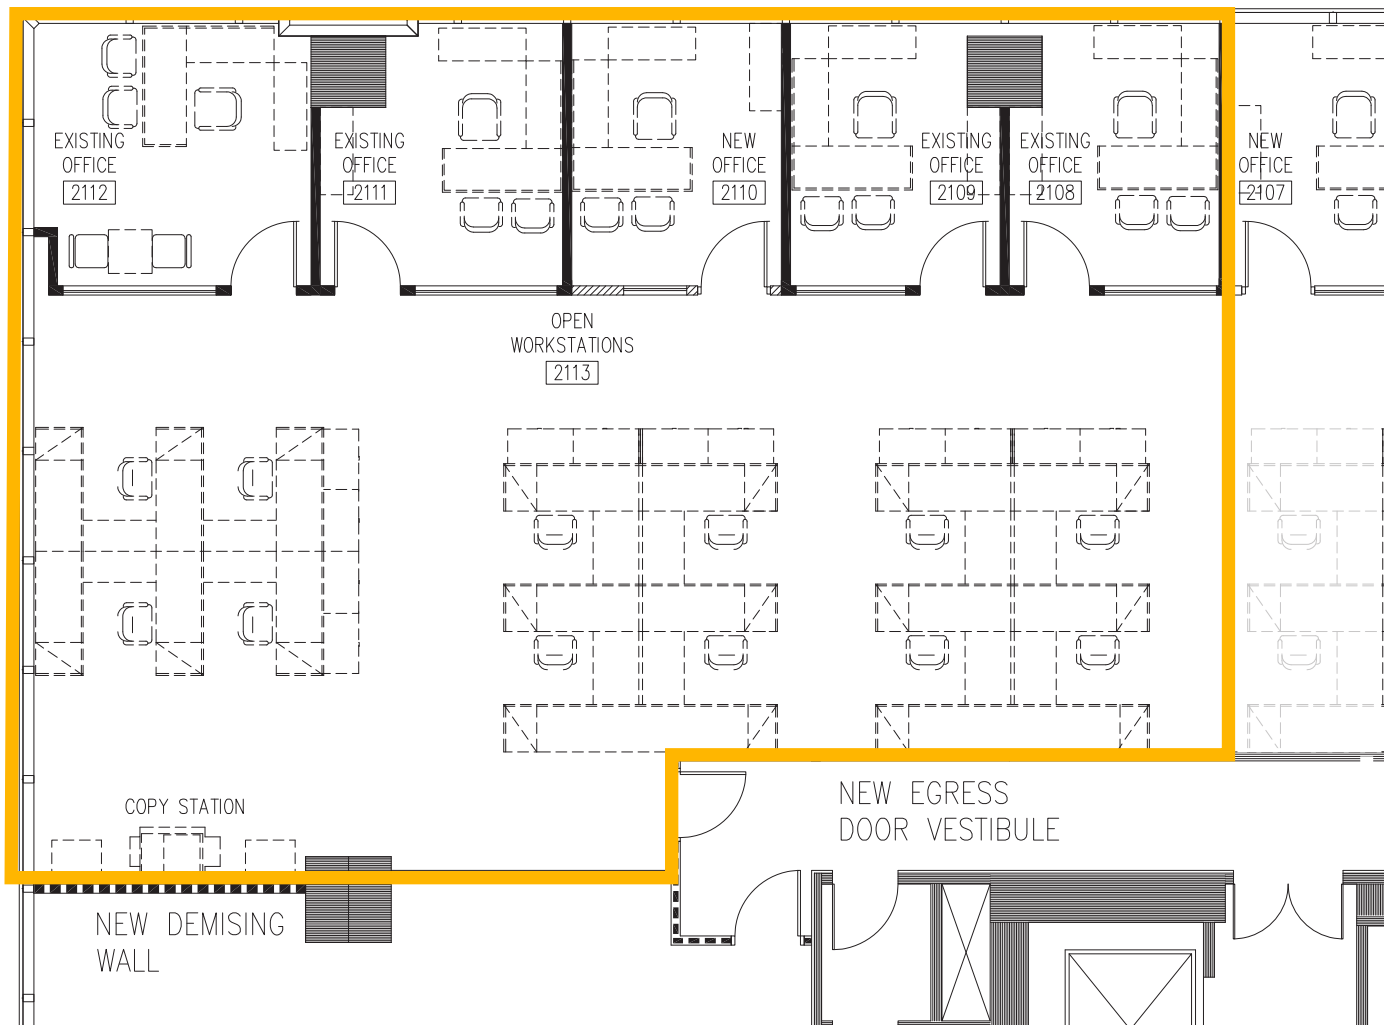 EXISTING
OFFICE
2112
EXISTING
OFFICE
2111
NEW
OFFICE
2110
EXISTING
OFFICE
2109
EXISTING
OFFICE
2108
NEW
OFFICE
2107
OPEN
WORKSTATIONS
2113
COPY STATION
NEW EGRESS
DOOR VESTIBULE
NEW DEMISING
WALL